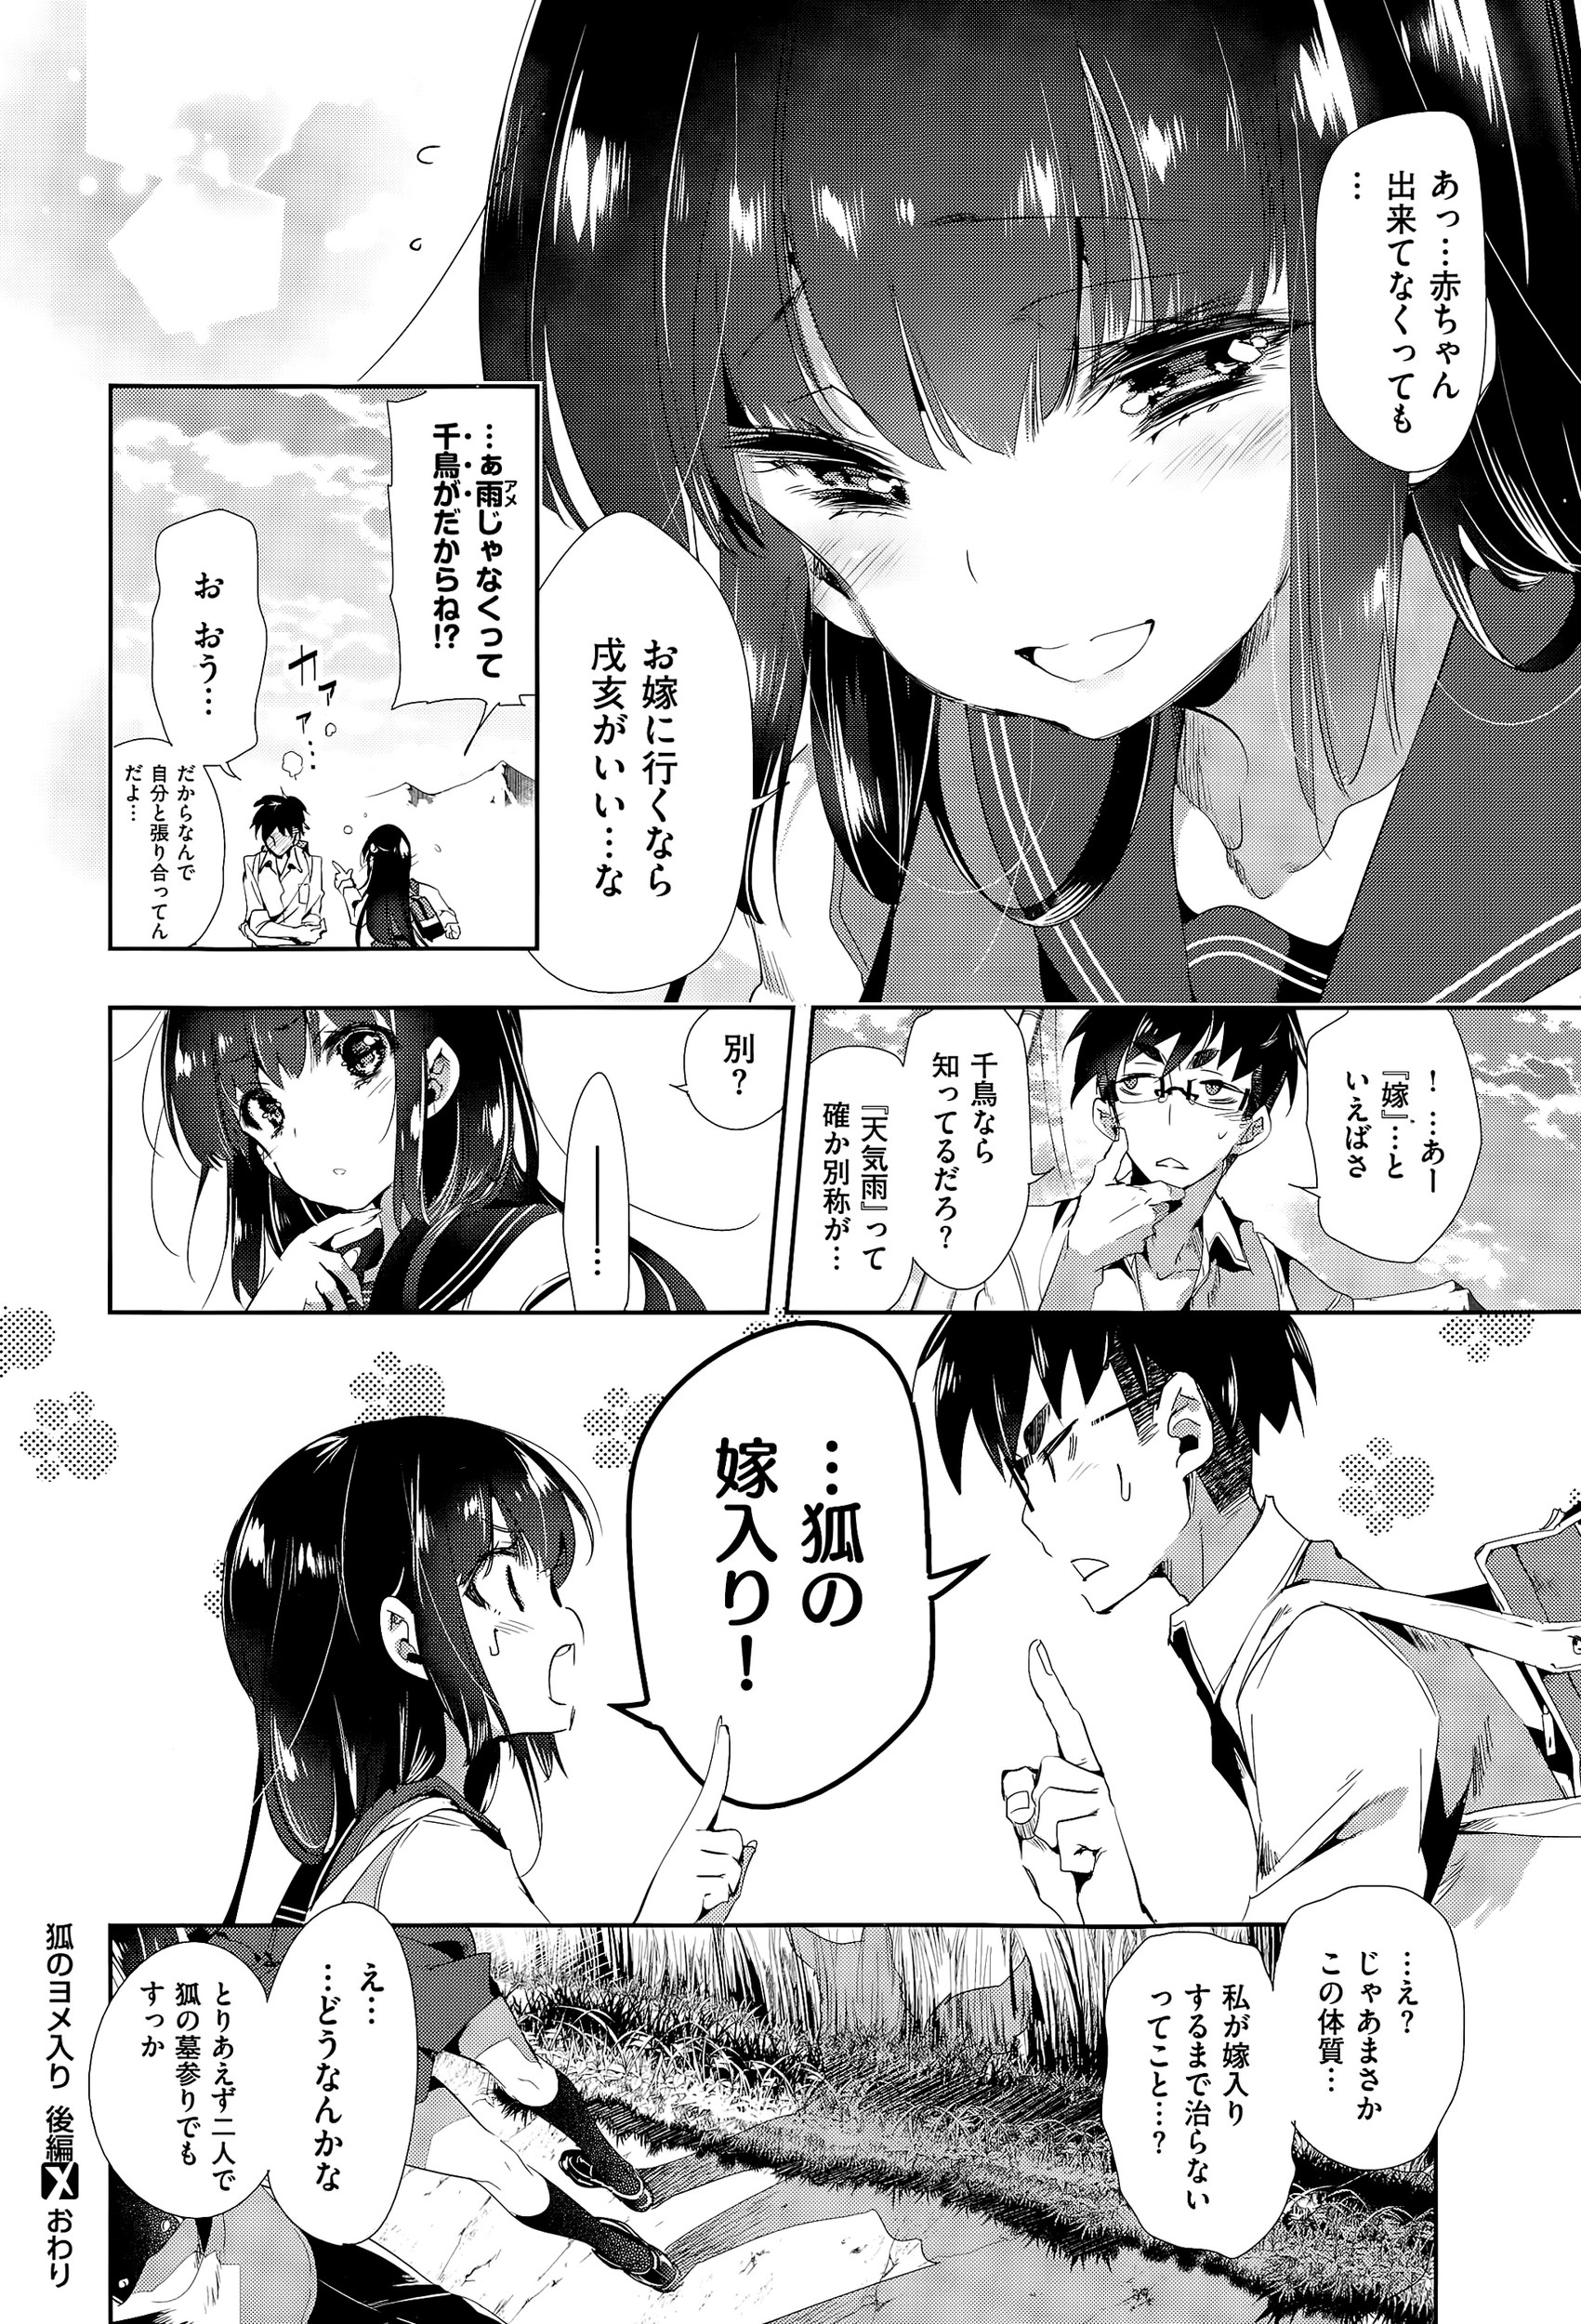 あっ…赤ちゃん
出来てなくっても
…
お嫁に行くなら
戌亥がいい…な
…ぁ雨じゃなくって
アメ
千鳥がだからね!?
お おう…
カァァ…
だからなんで
自分と張り合ってん
だよ…
！…あー
『嫁』…と
いえばさ
千鳥なら
知ってるだろ？
『天気雨』って
確か別称が…
別？
――…
…狐の
嫁入り！
…え？
じゃあまさか
この体質…
私が嫁入り
するまで治らない
ってこと…？
え…
…どうなんかな
とりあえず二人で
狐の墓参りでも
すっか
狐のヨメ入り 後編 X おわり